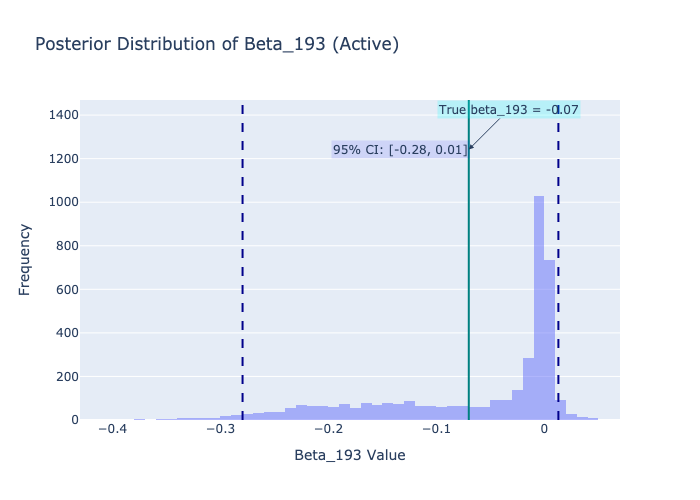 Posterior Distribution of Beta_193 (Active)
True beta_193 = -0.07
95% CI: [-0.28, 0.01]
1400
1200
1000
800
600
400
200
0
Frequency
−0.4
−0.3
−0.2
−0.1
0
Beta_193 Value